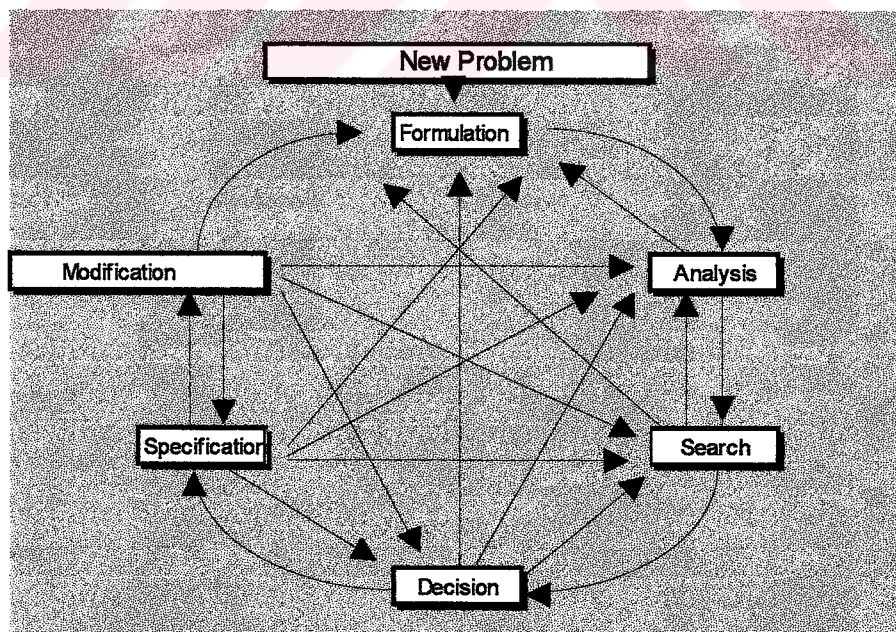 New Problem
Formulation
Modification
Analysis
Specification
Search
Decision